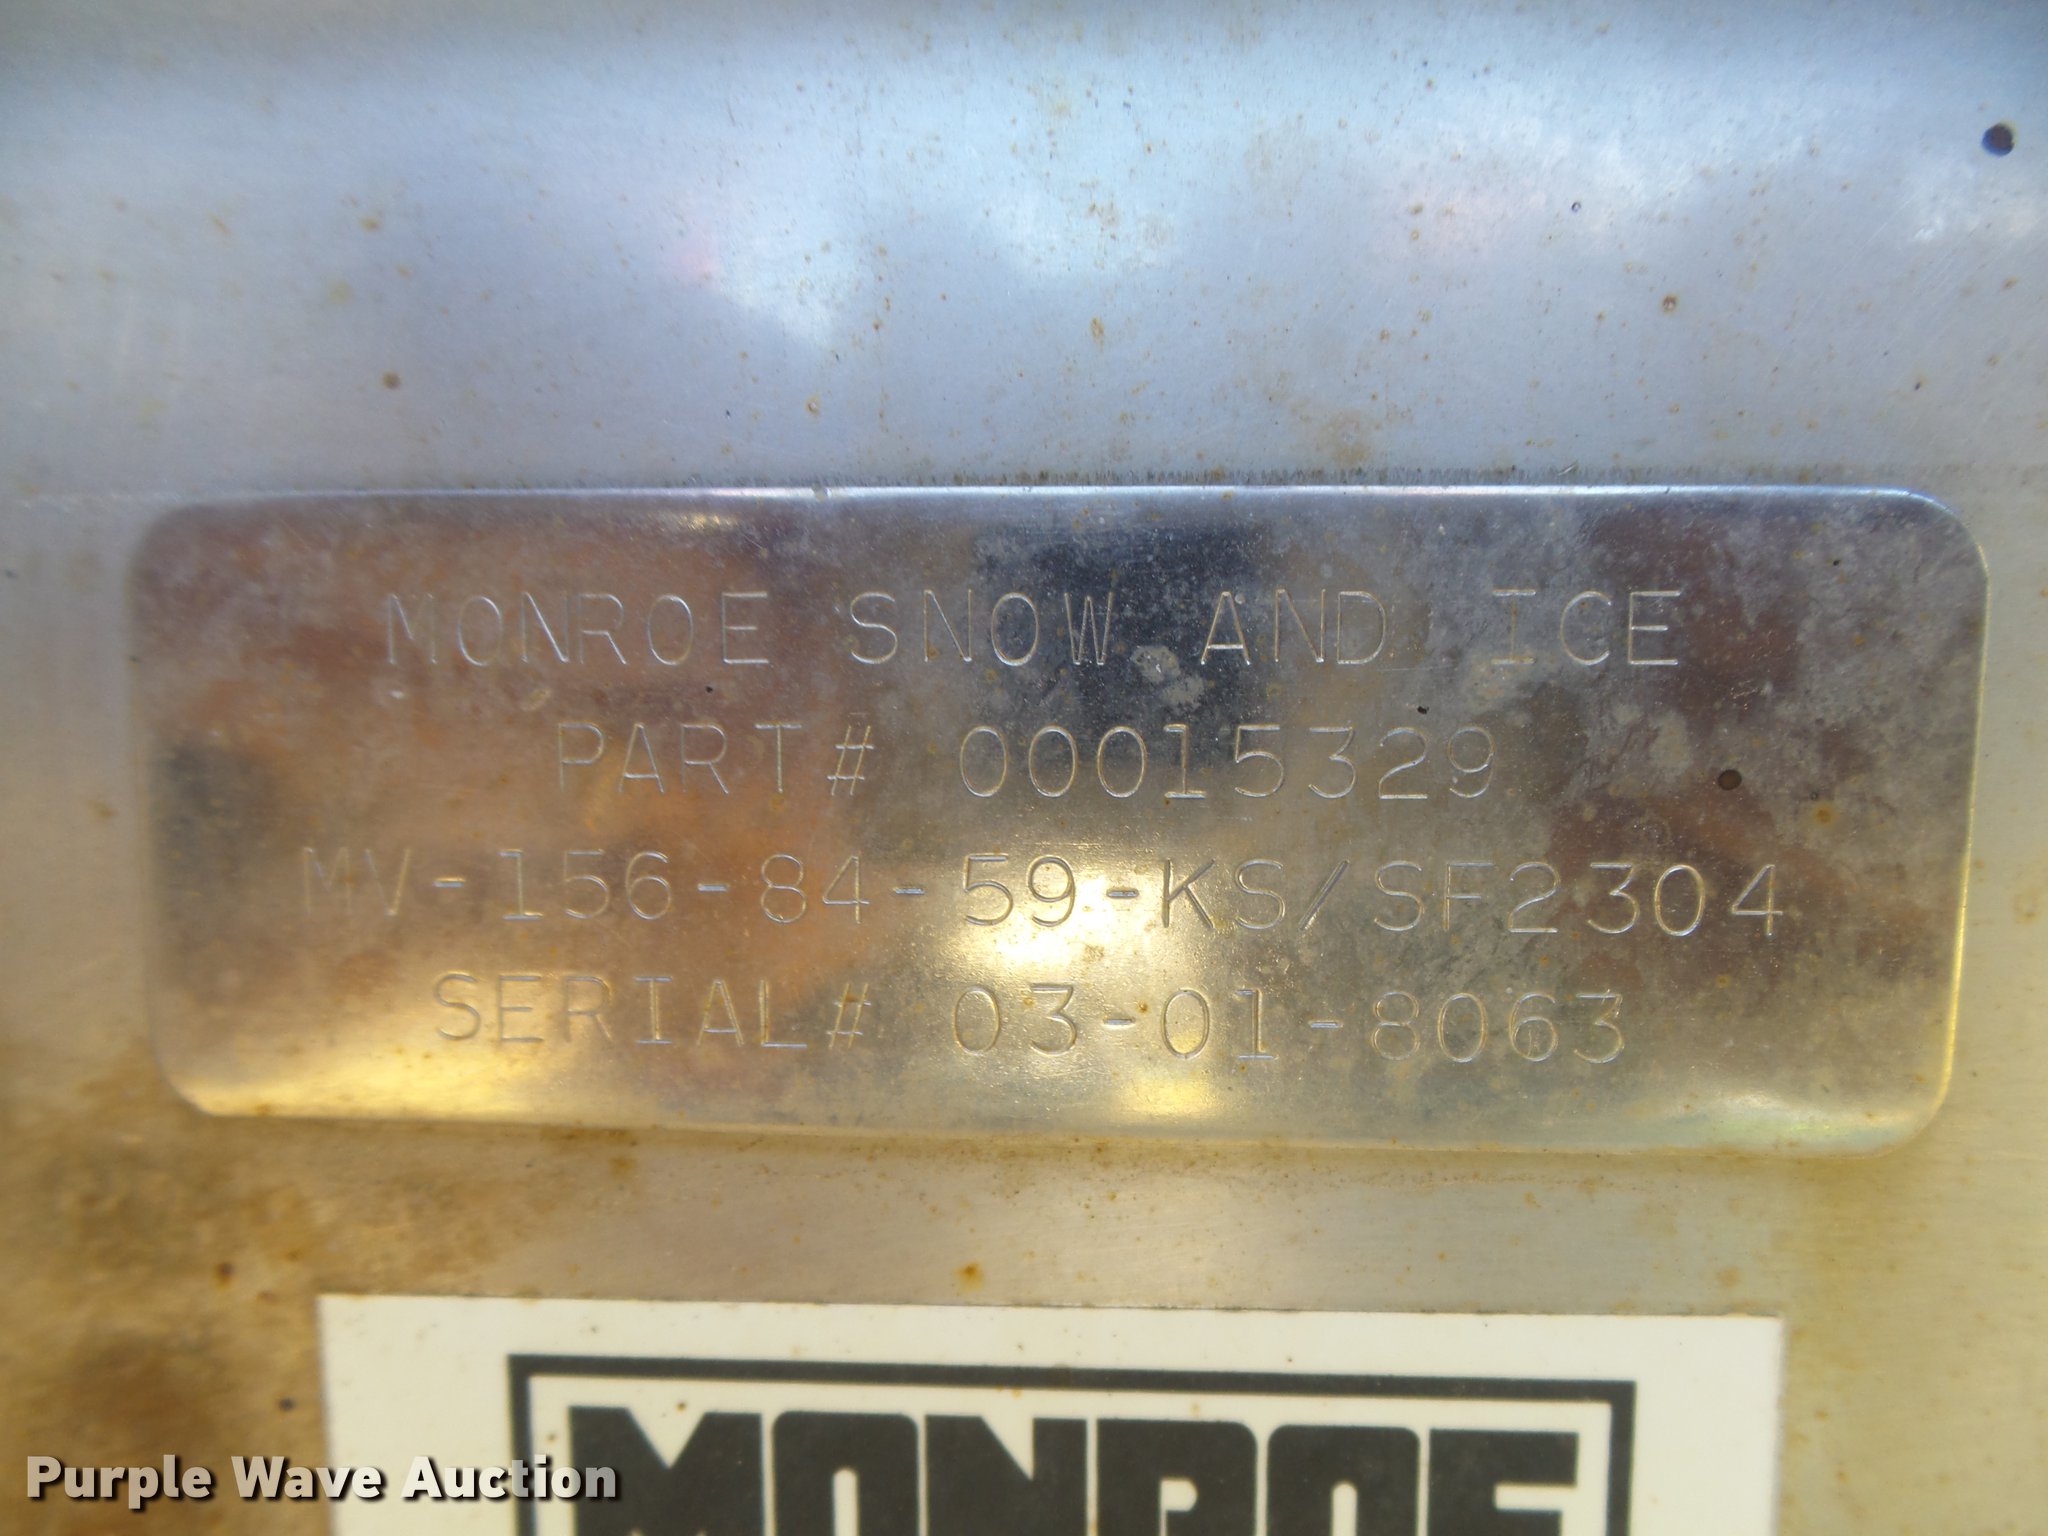 MONROE SNOW AND ICE
PART# 00015329
MV-156-84-59-KS/SF2304
SERIAL# 03-01-8063
MONROE
Purple Wave Auction